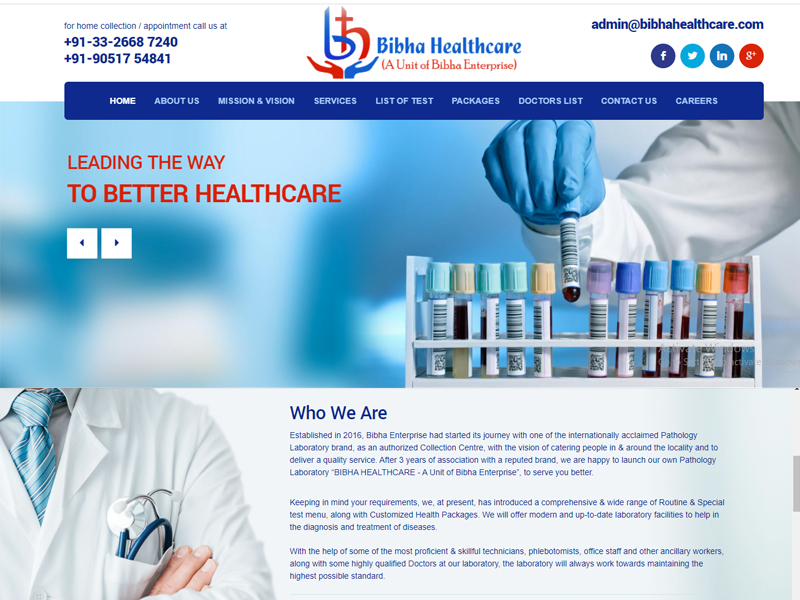 for home collection / appointment call us at
+91-33-2668 7240
+91-90517 54841
Bibha Healthcare
(A Unit of Bibha Enterprise)
admin@bibhahealthcare.com
HOME ABOUT US MISSION & VISION SERVICES LIST OF TEST PACKAGES DOCTORS LIST CONTACT US CAREERS
LEADING THE WAY
TO BETTER HEALTHCARE
Activate Windows
Who We Are
Established in 2016, Bibha Enterprise had started its journey with one of the internationally acclaimed Pathology
Laboratory brand, as an authorized Collection Centre, with the vision of catering people in & around the locality and to
deliver a quality service. After 3 years of association with a reputed brand, we are happy to launch our own Pathology
Laboratory “BIBHA HEALTHCARE - A Unit of Bibha Enterprise”, to serve you better.
Keeping in mind your requirements, we, at present, has introduced a comprehensive & wide range of Routine & Special
test menu, along with Customized Health Packages. We will offer modern and up-to-date laboratory facilities to help in
the diagnosis and treatment of diseases.
With the help of some of the most proficient & skillful technicians, phlebotomists, office staff and other ancillary workers,
along with some highly qualified Doctors at our laboratory, the laboratory will always work towards maintaining the
highest possible standard.